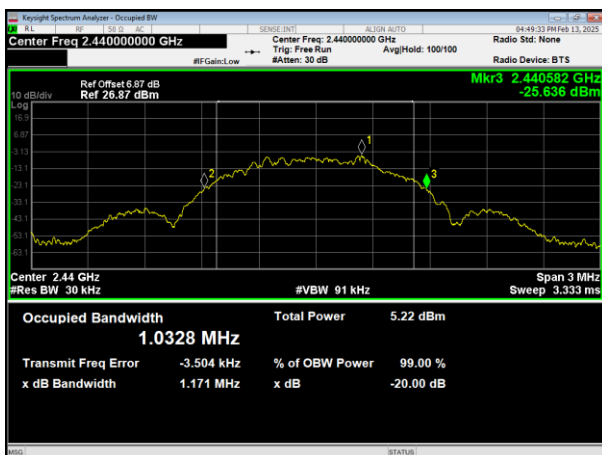 Keysight Spectrum Analyzer - Occupied BW
RL RF 50 Ω AC SENSE:INT ALIGN AUTO 04:49:33 PM Feb 13, 2025
Center Freq 2.440000000 GHz Center Freq: 2.440000000 GHz Radio Std: None
Trig: Free Run Avg|Hold: 100/100
#IFGain:Low #Atten: 30 dB Radio Device: BTS
Ref Offset 6.87 dB Mkr3 2.440582 GHz
10 dB/div Ref 26.87 dBm -25.636 dBm
Log
16.9
6.87
-3.13
-13.1
-23.1
-33.1
-43.1
-53.1
-63.1
1
2
3
Center 2.44 GHz Span 3 MHz
#Res BW 30 kHz #VBW 91 kHz Sweep 3.333 ms
Occupied Bandwidth Total Power 5.22 dBm
1.0328 MHz
Transmit Freq Error -3.504 kHz % of OBW Power 99.00 %
x dB Bandwidth 1.171 MHz x dB -20.00 dB
MSG STATUS